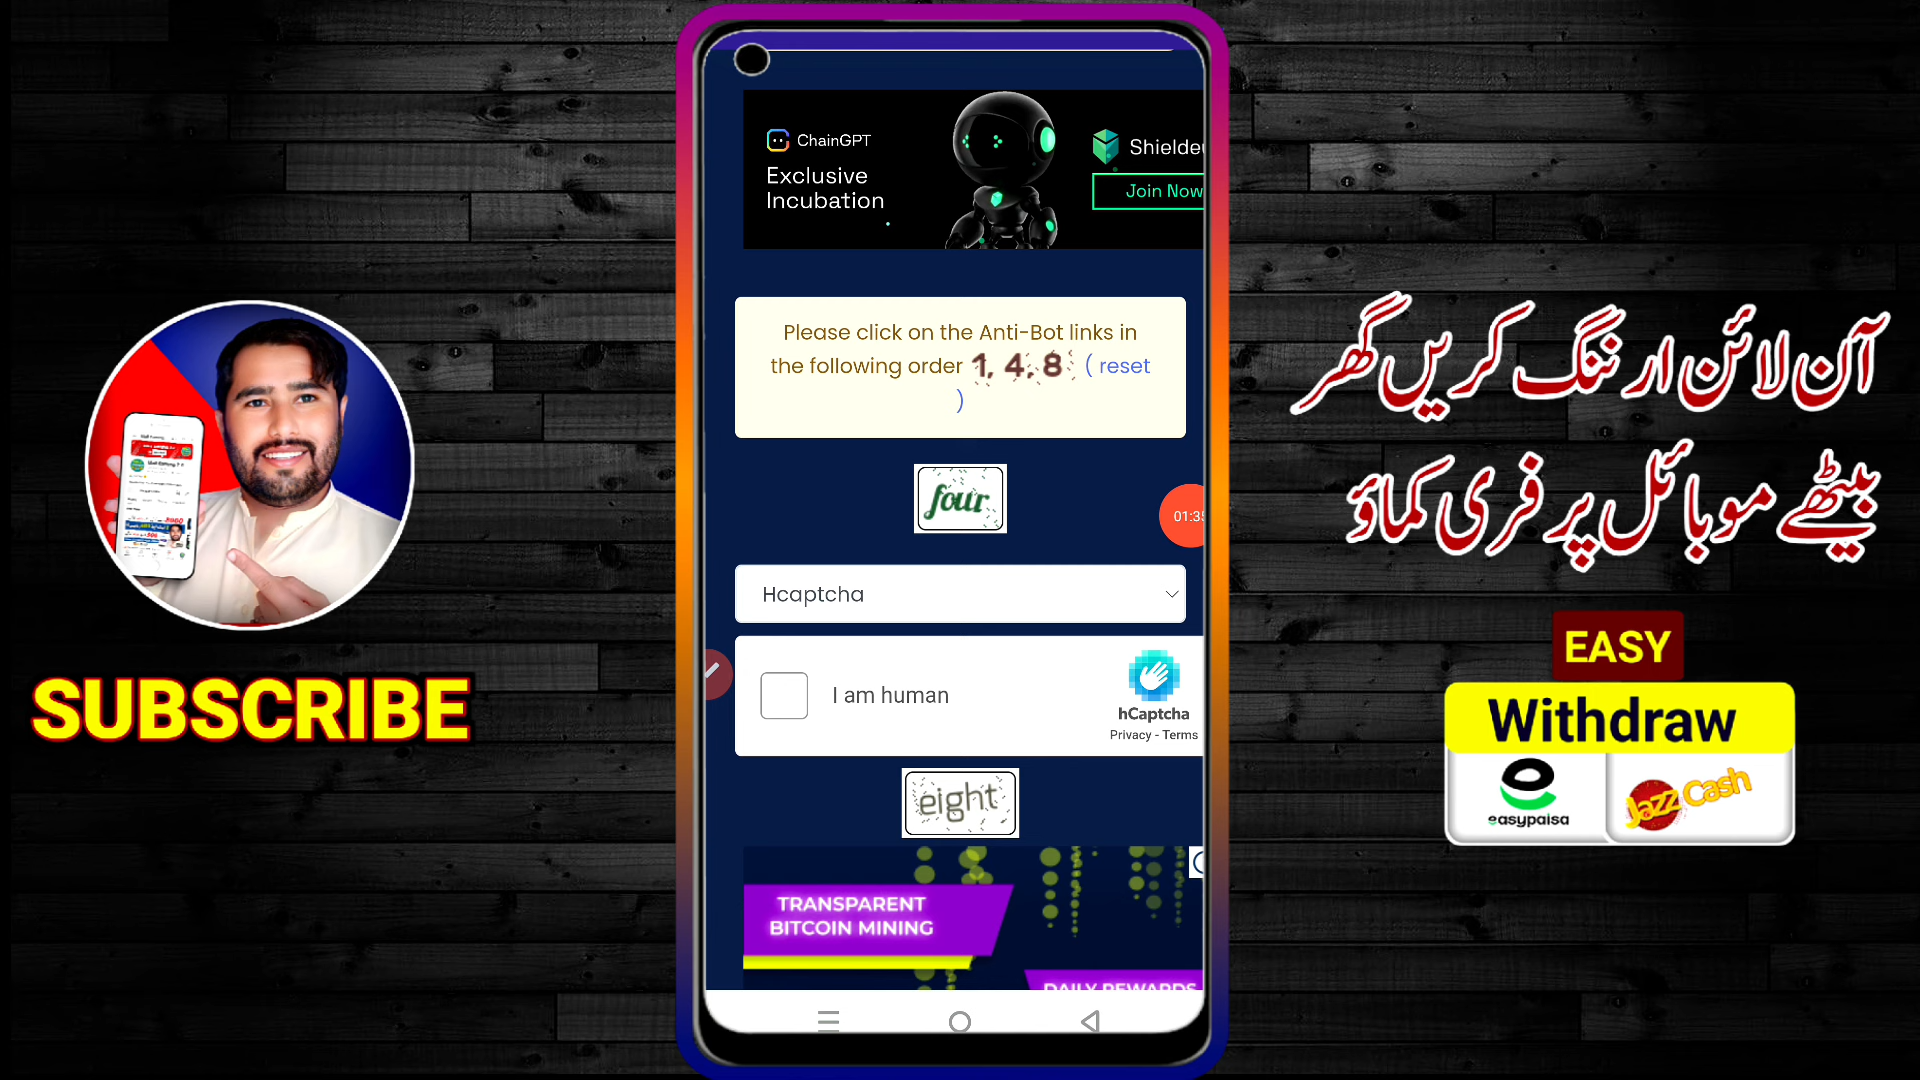 ChainGPT
Exclusive
Incubation
Join Now
Please click on the Anti-Bot links in
the following order 1, 4, 8 ( reset
)
four
01:35
Hcaptcha
I am human
hCaptcha
Privacy - Terms
eight
TRANSPARENT
BITCOIN MINING
DAILY REWARDS
SUBSCRIBE
آن لائن ارننگ کریں گھر
بیٹھے موبائل پر فری کماؤ
EASY
Withdraw
easypaisa
JazzCash